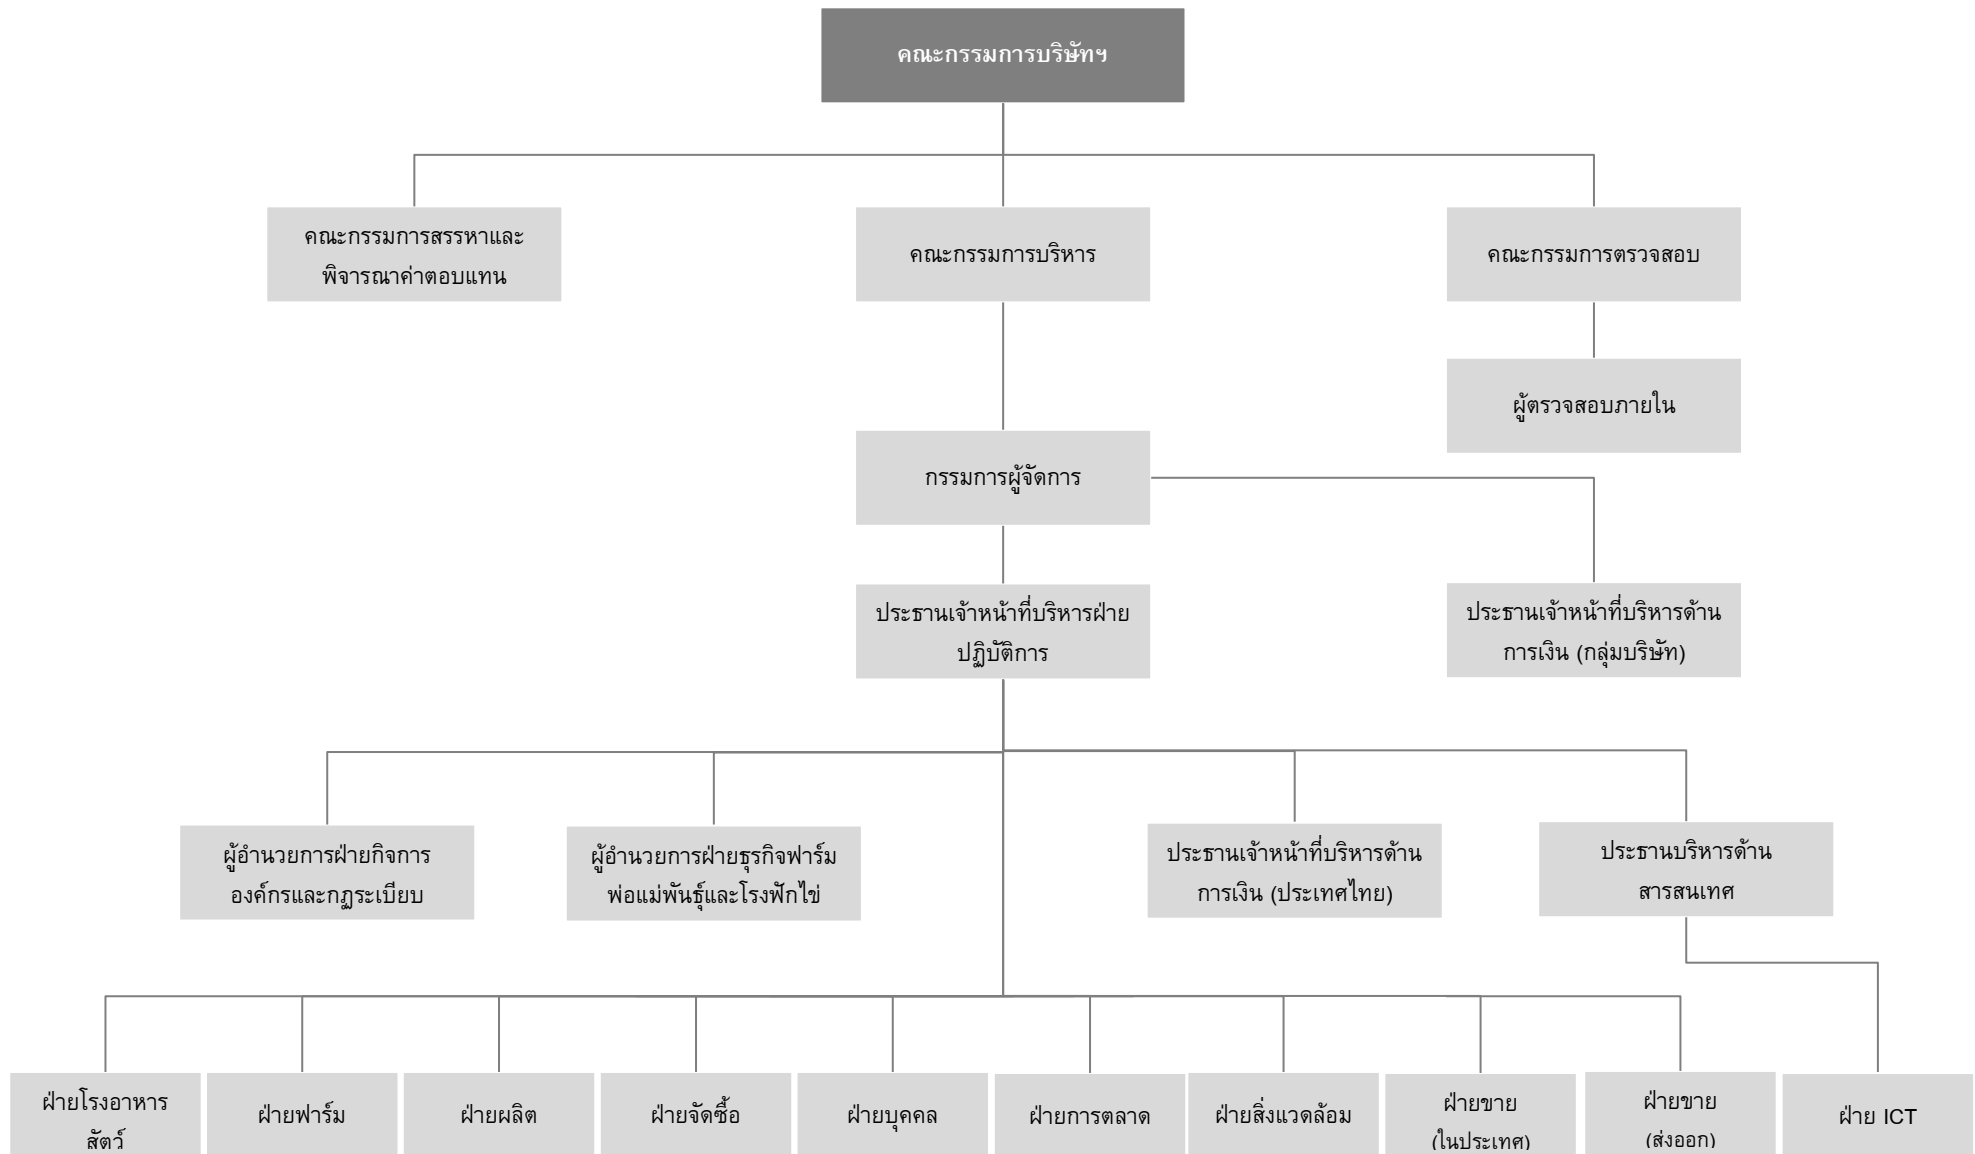 คณะกรรมการบริษัทฯ
คณะกรรมการสรรหาและ
พิจารณาค่าตอบแทน
คณะกรรมการบริหาร
คณะกรรมการตรวจสอบ
ผู้ตรวจสอบภายใน
กรรมการผู้จัดการ
ประธานเจ้าหน้าที่บริหารฝ่าย
ปฏิบัติการ
ประธานเจ้าหน้าที่บริหารด้าน
การเงิน (กลุ่มบริษัท)
ผู้อำนวยการฝ่ายกิจการ
องค์กรและกฎระเบียบ
ผู้อำนวยการฝ่ายธุรกิจฟาร์ม
พ่อแม่พันธุ์และโรงฟักไข่
ประธานเจ้าหน้าที่บริหารด้าน
การเงิน (ประเทศไทย)
ประธานบริหารด้าน
สารสนเทศ
ฝ่ายโรงอาหาร
สัตว์
ฝ่ายฟาร์ม
ฝ่ายผลิต
ฝ่ายจัดซื้อ
ฝ่ายบุคคล
ฝ่ายการตลาด
ฝ่ายสิ่งแวดล้อม
ฝ่ายขาย
(ในประเทศ)
ฝ่ายขาย
(ส่งออก)
ฝ่าย ICT